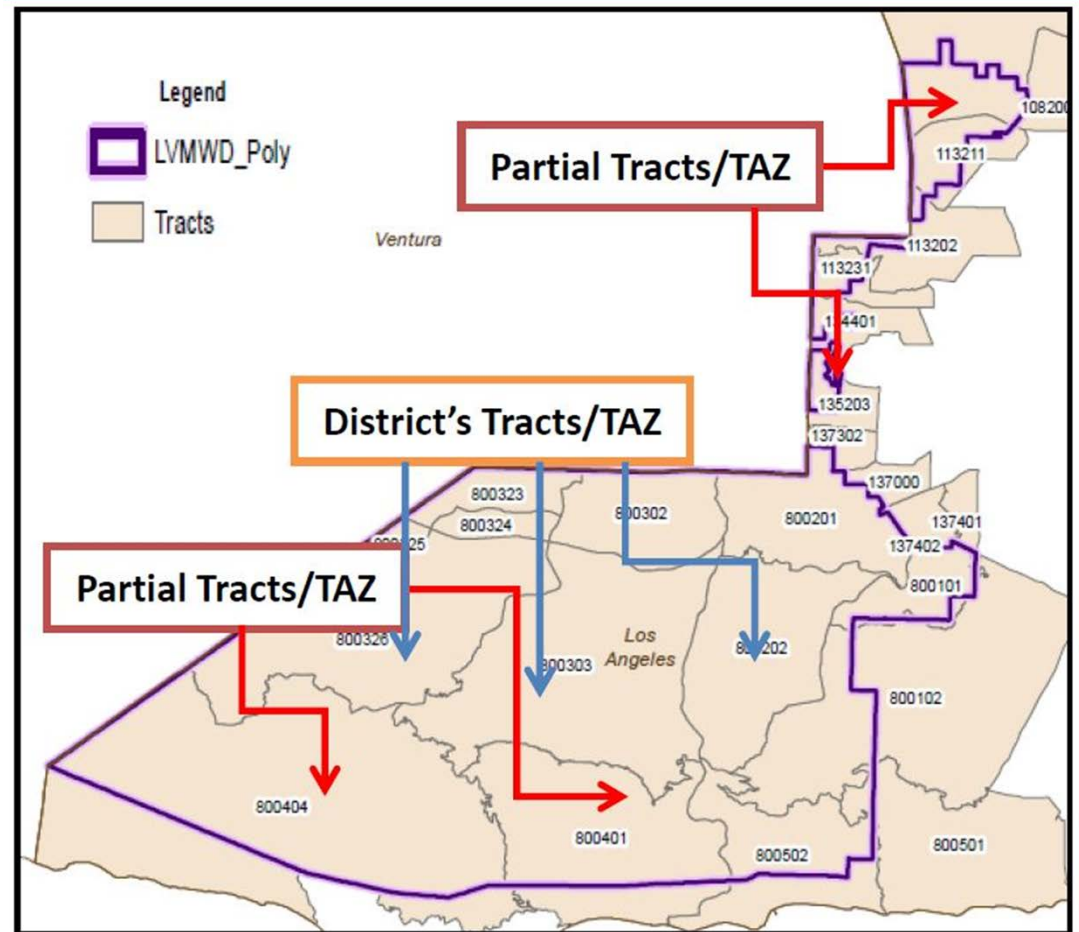 Legend
LVMWD_Poly
Tracts
Ventura
Partial Tracts/TAZ
113211
113202
113231
135203
137302
District’s Tracts/TAZ
800323
800324
800302
800201
137000
137401
137402
800101
Partial Tracts/TAZ
800326
800303
Los
Angeles
800102
800404
800401
800502
800501